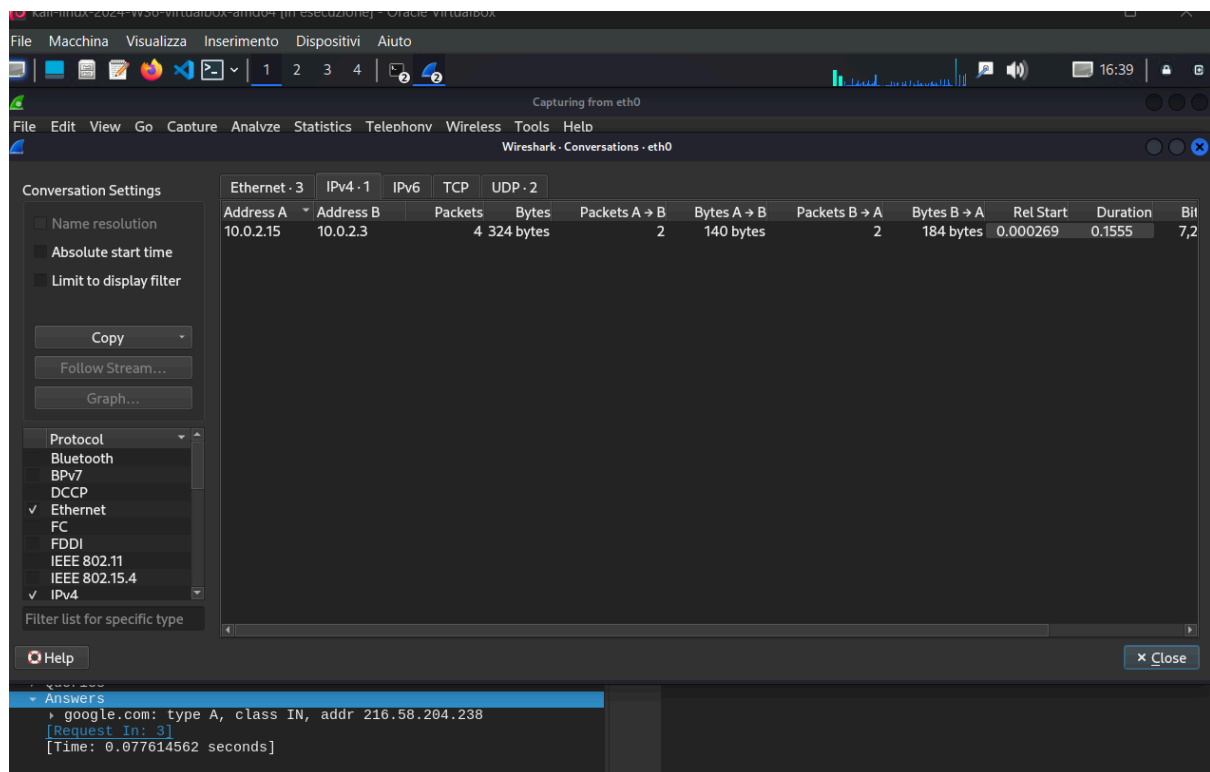 kali-linux-2024-W36-virtualbox-amd64 [in esecuzione] - Oracle VirtualBox
File Macchina Visualizza Inserimento Dispositivi Aiuto
1 2 3 4 2 2 16:39
Capturing from eth0
File Edit View Go Capture Analyze Statistics Telephony Wireless Tools Help
Wireshark · Conversations · eth0
Conversation Settings
Ethernet · 3 IPv4 · 1 IPv6 TCP UDP · 2
Address A Address B Packets Bytes Packets A → B Bytes A → B Packets B → A Bytes B → A Rel Start Duration Bit
10.0.2.15 10.0.2.3 4 324 bytes 2 140 bytes 2 184 bytes 0.000269 0.1555 7,2
Name resolution
Absolute start time
Limit to display filter
Copy
Follow Stream...
Graph...
Protocol
Bluetooth
BPv7
DCCP
Ethernet
FC
FDDI
IEEE 802.11
IEEE 802.15.4
IPv4
Filter list for specific type
Help
Close
Queries
Answers
google.com: type A, class IN, addr 216.58.204.238
[Request In: 3]
[Time: 0.077614562 seconds]